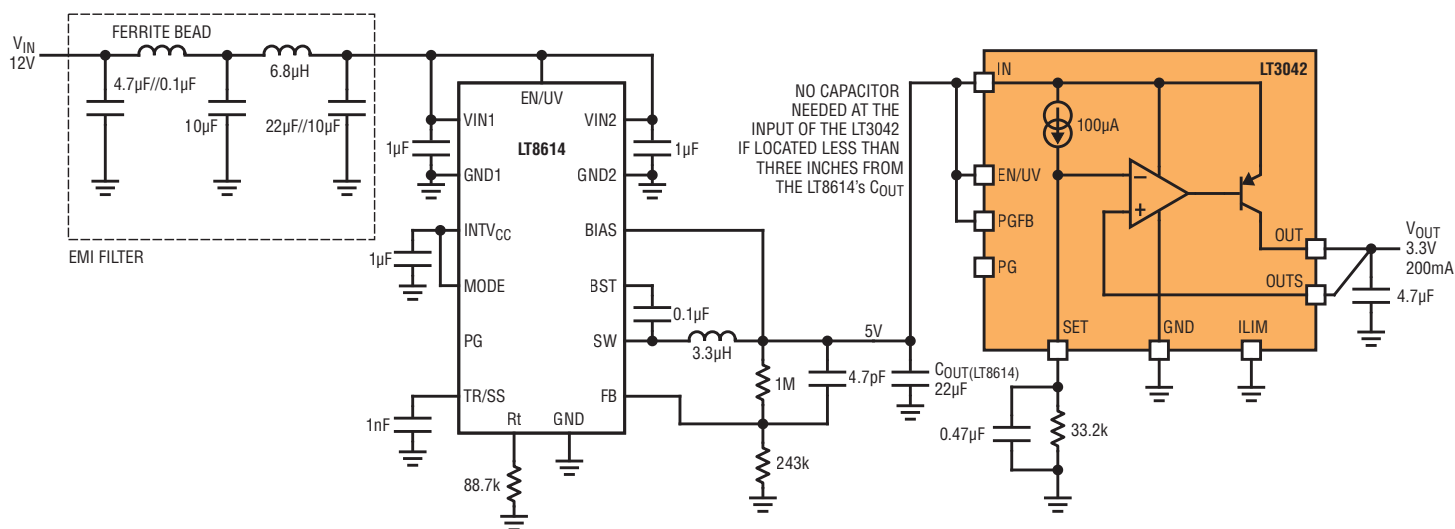 VIN
12V
FERRITE BEAD
4.7µF//0.1µF
10µF
6.8µH
22µF//10µF
EMI FILTER
EN/UV
VIN1
VIN2
LT8614
1µF
1µF
GND1
GND2
INTVCC
BIAS
1µF
MODE
BST
0.1µF
PG
SW
3.3µH
TR/SS
FB
1nF
Rt
GND
88.7k
1M
4.7pF
243k
5V
COUT(LT8614)
22µF
NO CAPACITOR
NEEDED AT THE
INPUT OF THE LT3042
IF LOCATED LESS THAN
THREE INCHES FROM
THE LT8614's COUT
IN
LT3042
100µA
EN/UV
PGFB
PG
−
+
OUT
OUTS
SET
GND
ILIM
0.47µF
33.2k
VOUT
3.3V
200mA
4.7µF